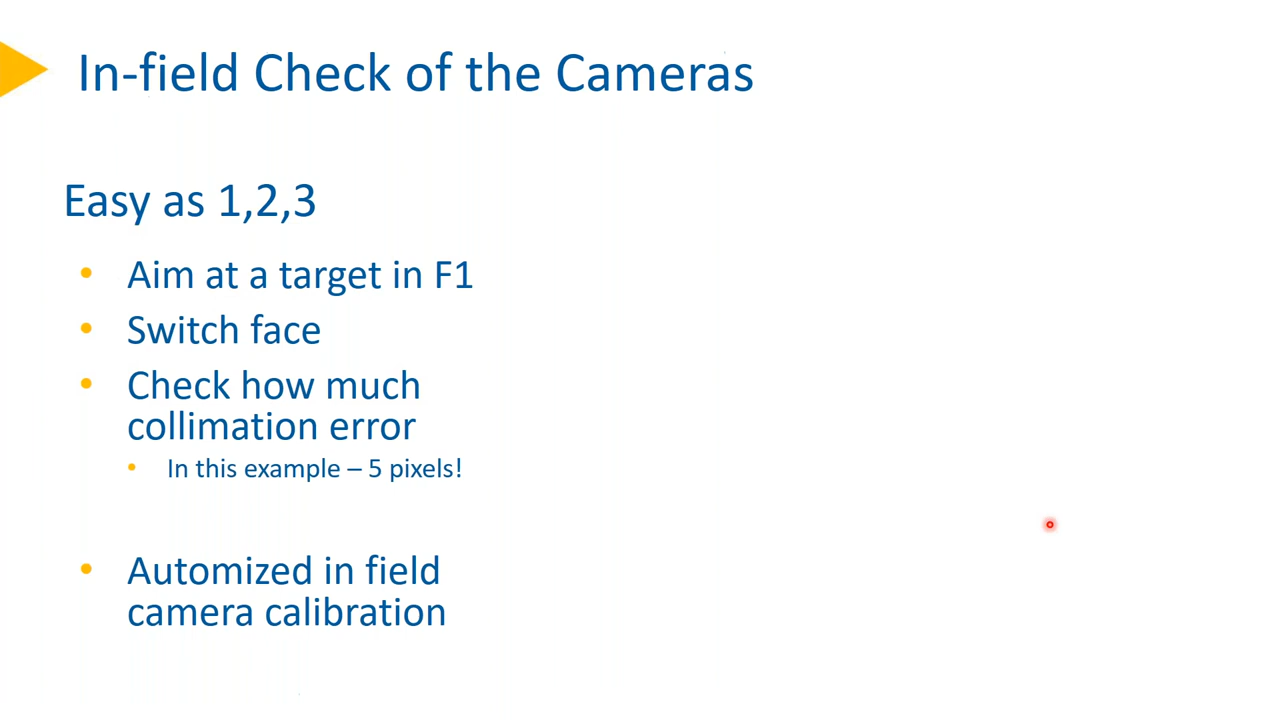 In-field Check of the Cameras
Easy as 1,2,3
• Aim at a target in F1
• Switch face
• Check how much
collimation error
• In this example – 5 pixels!
• Automized in field
camera calibration